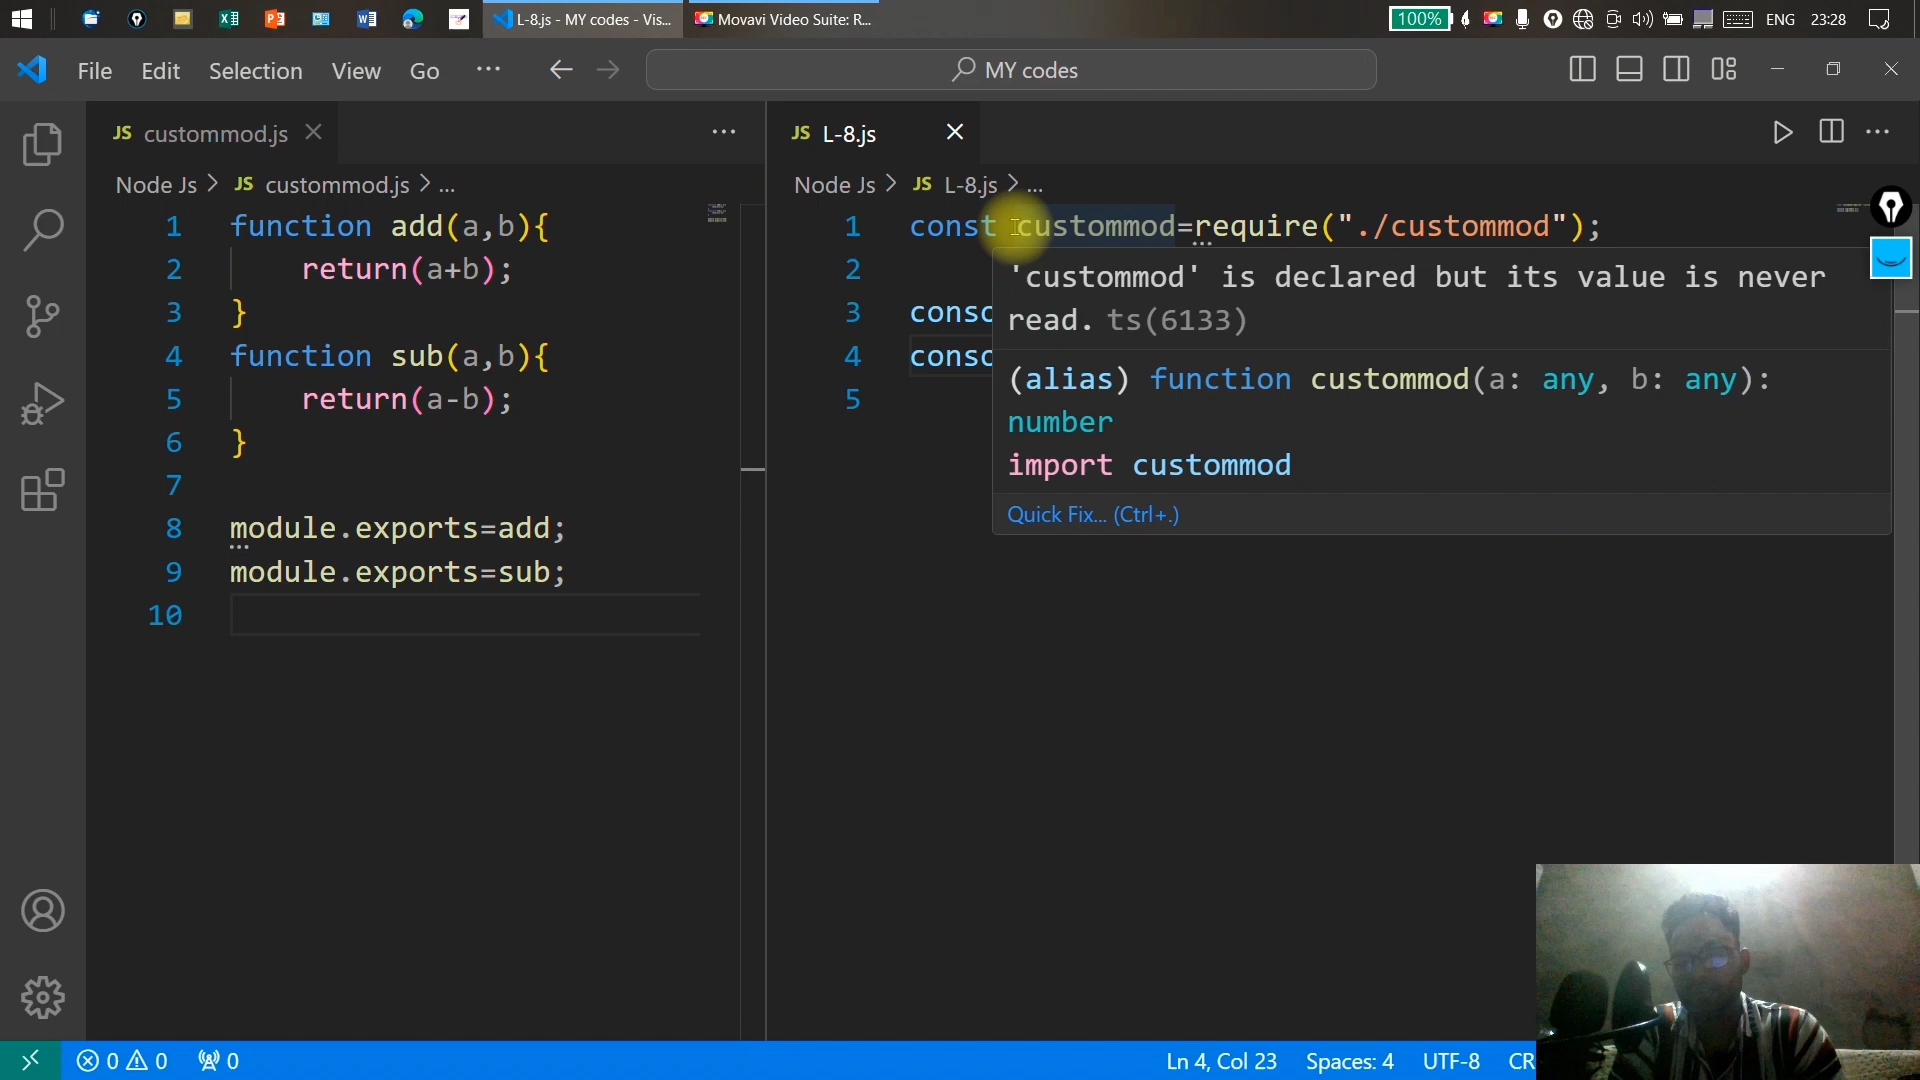 L-8.js - MY codes - Vis...
Movavi Video Suite: R...
100%
ENG
23:28
File Edit Selection View Go ...
MY codes
JS custommod.js
JS L-8.js
Node Js > JS custommod.js > ...
Node Js > JS L-8.js > ...
1 function add(a,b){
2 return(a+b);
3 }
4 function sub(a,b){
5 return(a-b);
6 }
7
8 module.exports=add;
9 module.exports=sub;
10
1 const custommod=require("./custommod");
2
3 conso
4 conso
5
'custommod' is declared but its value is never
read. ts(6133)
(alias) function custommod(a: any, b: any):
number
import custommod
Quick Fix... (Ctrl+.)
0 0 0
Ln 4, Col 23 Spaces: 4 UTF-8 CR